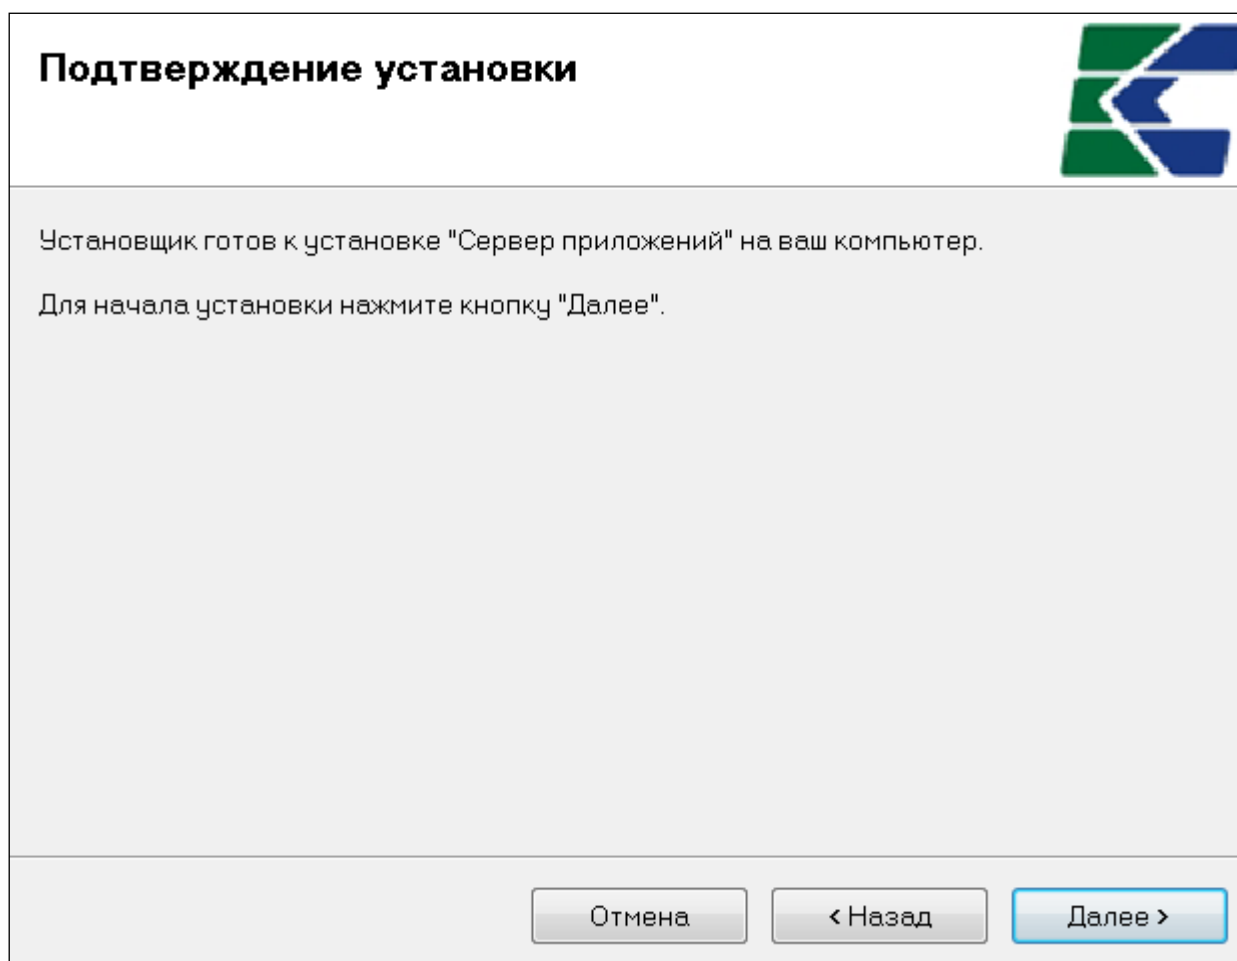 Подтверждение установки
Установщик готов к установке "Сервер приложений" на ваш компьютер.
Для начала установки нажмите кнопку "Далее".
Отмена
< Назад
Далее >